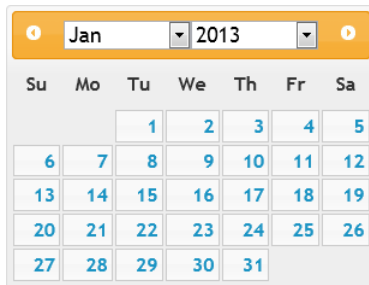 Jan 2013
Su Mo Tu We Th Fr Sa
1 2 3 4 5
6 7 8 9 10 11 12
13 14 15 16 17 18 19
20 21 22 23 24 25 26
27 28 29 30 31